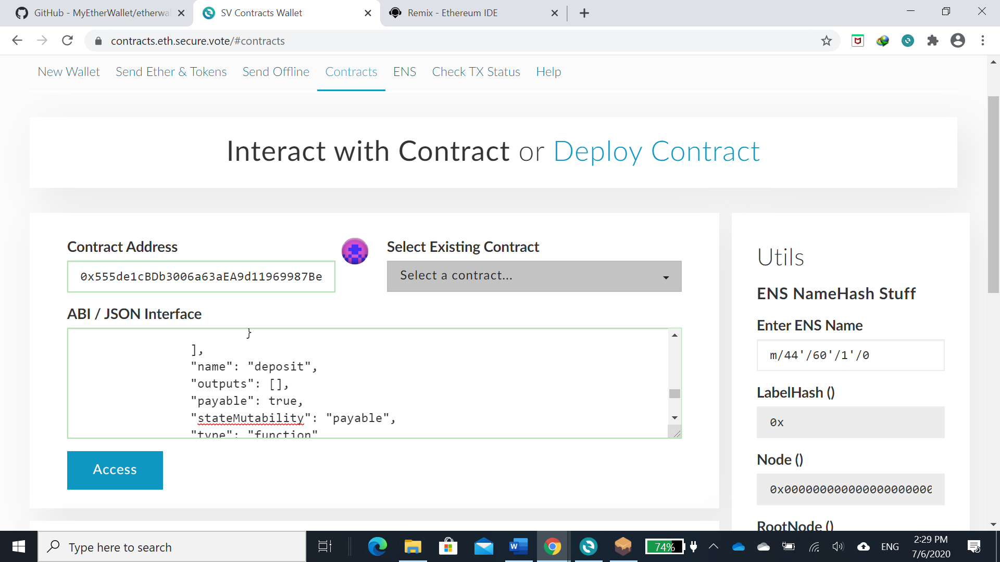 GitHub - MyEtherWallet/etherwal
SV Contracts Wallet
Remix - Ethereum IDE
contracts.eth.secure.vote/#contracts
New Wallet
Send Ether & Tokens
Send Offline
Contracts
ENS
Check TX Status
Help
Interact with Contract or Deploy Contract
Contract Address
Select Existing Contract
0x555de1cBDb3006a63aEA9d11969987Be
Select a contract...
ABI / JSON Interface
}
],
"name": "deposit",
"outputs": [],
"payable": true,
"stateMutability": "payable",
"type": "function"
Access
Utils
ENS NameHash Stuff
Enter ENS Name
m/44'/60'/1'/0
LabelHash ()
0x
Node ()
0x00000000000000000000000
RootNode ()
Type here to search
74%
ENG
2:29 PM
7/6/2020